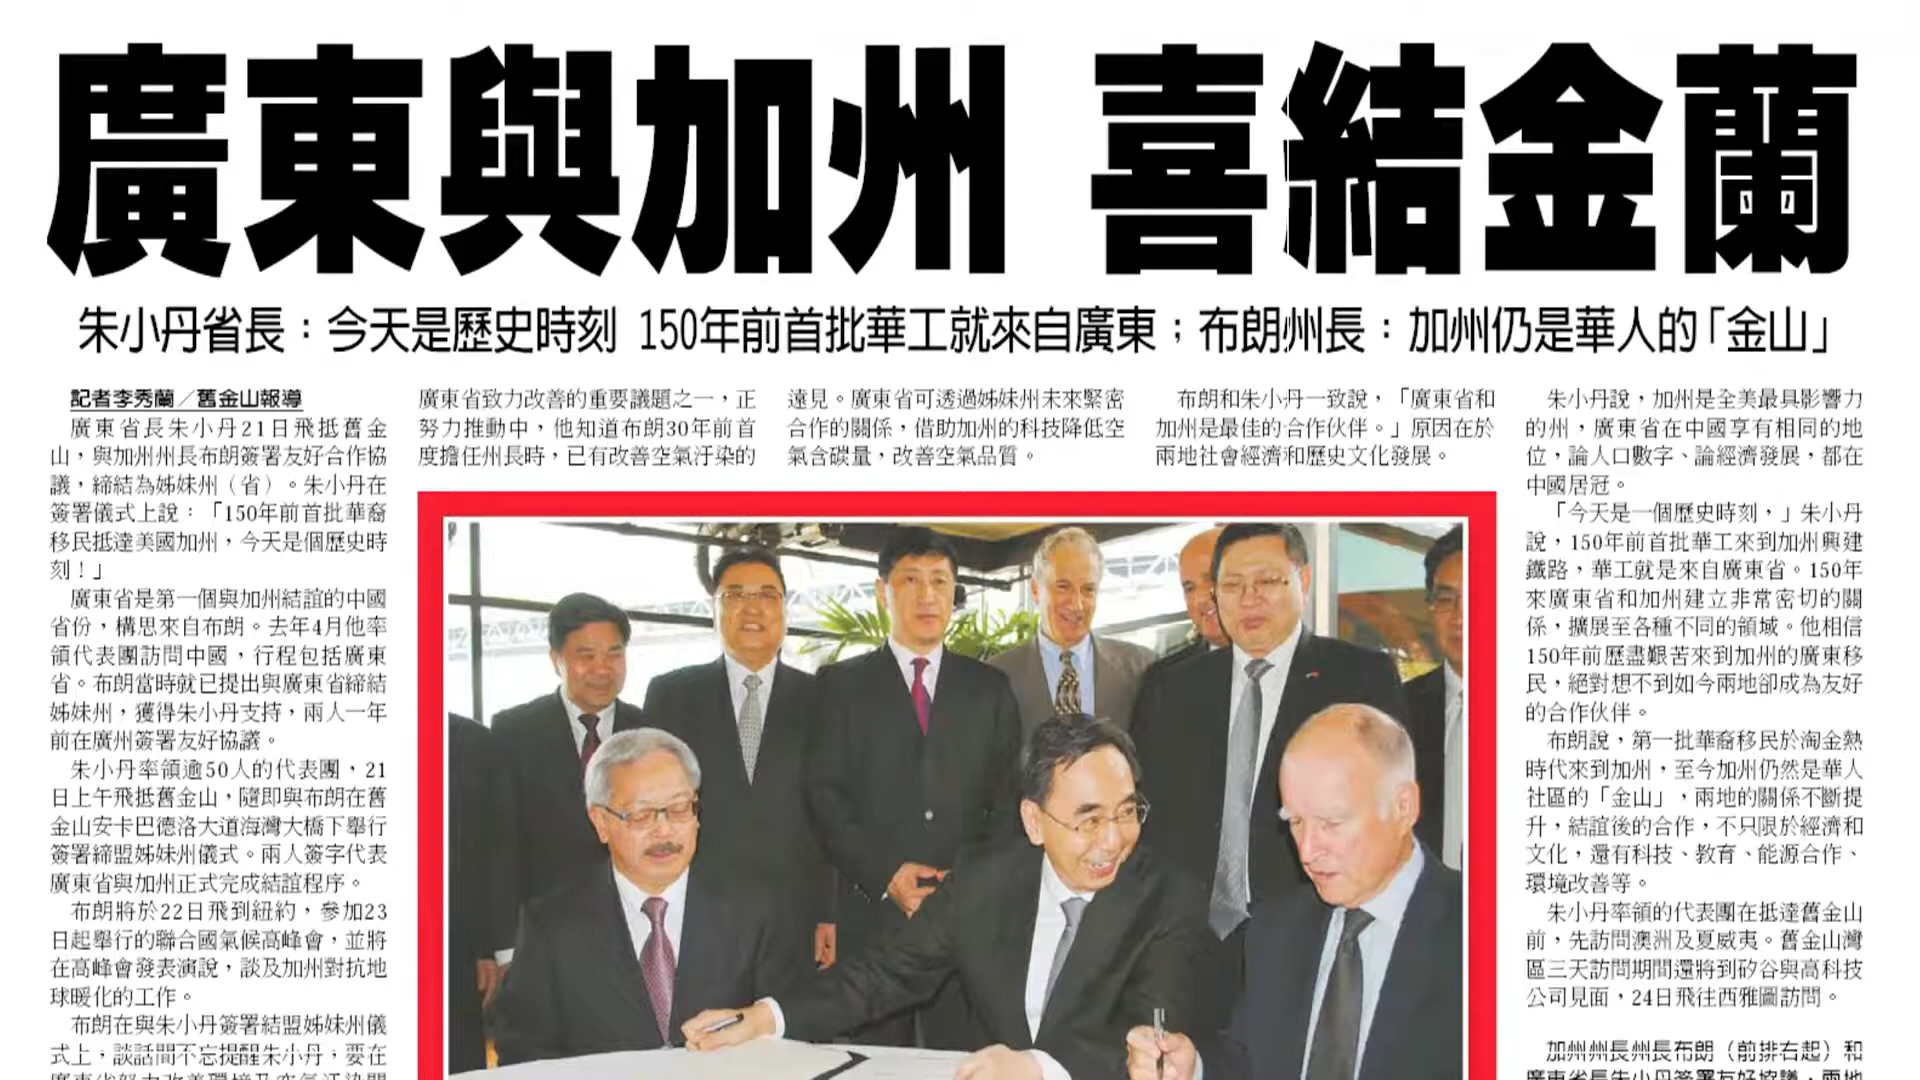 廣東與加州 喜結金蘭
朱小丹省長：今天是歷史時刻 150年前首批華工就來自廣東；布朗州長：加州仍是華人的「金山」
記者李秀蘭／舊金山報導
廣東省長朱小丹21日飛抵舊金
山，與加州州長布朗簽署友好合作協
議，締結為姊妹州（省）。朱小丹在
簽署儀式上說：「150年前首批華裔
移民抵達美國加州，今天是個歷史時
刻！」
廣東省是第一個與加州結誼的中國
省份，構思來自布朗。去年4月他率
領代表團訪問中國，行程包括廣東
省。布朗當時就已提出與廣東省締結
姊妹州，獲得朱小丹支持，兩人一年
前在廣州簽署友好協議。
朱小丹率領逾50人的代表團，21
日上午飛抵舊金山，隨即與布朗在舊
金山安卡巴德洛大道海灣大橋下舉行
簽署締盟姊妹州儀式。兩人簽字代表
廣東省與加州正式完成結誼程序。
布朗將於22日飛到紐約，參加23
日起舉行的聯合國氣候高峰會，並將
在高峰會發表演說，談及加州對抗地
球暖化的工作。
布朗在與朱小丹簽署結盟姊妹州儀
式上，談話間不忘提醒朱小丹，要在
廣東省致力改善的重要議題之一，正
努力推動中，他知道布朗30年前首
度擔任州長時，已有改善空氣汙染的
遠見。廣東省可透過姊妹州未來緊密
合作的關係，借助加州的科技降低空
氣含碳量，改善空氣品質。
布朗和朱小丹一致說，「廣東省和
加州是最佳的合作伙伴。」原因在於
兩地社會經濟和歷史文化發展。
朱小丹說，加州是全美最具影響力
的州，廣東省在中國享有相同的地
位，論人口數字、論經濟發展，都在
中國居冠。
「今天是一個歷史時刻，」朱小丹
說，150年前首批華工來到加州興建
鐵路，華工就是來自廣東省。150年
來廣東省和加州建立非常密切的關
係，擴展至各種不同的領域。他相信
150年前歷盡艱苦來到加州的廣東移
民，絕對想不到如今兩地卻成為友好
的合作伙伴。
布朗說，第一批華裔移民於淘金熱
時代來到加州，至今加州仍然是華人
社區的「金山」，兩地的關係不斷提
升，結誼後的合作，不只限於經濟和
文化，還有科技、教育、能源合作、
環境改善等。
朱小丹率領的代表團在抵達舊金山
前，先訪問澳洲及夏威夷。舊金山灣
區三天訪問期間還將到矽谷與高科技
公司見面，24日飛往西雅圖訪問。
加州州長州長布朗（前排右起）和